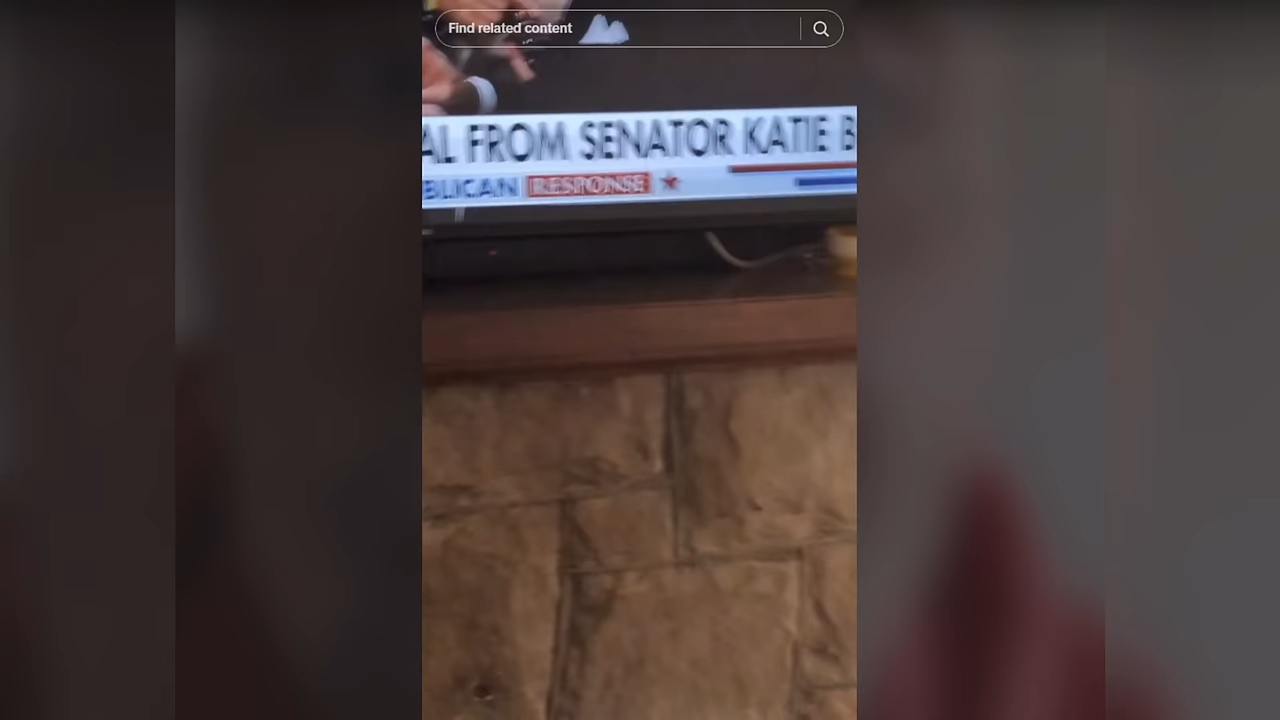 Find related content
AL FROM SENATOR KATIE B
BLICAN RESPONSE